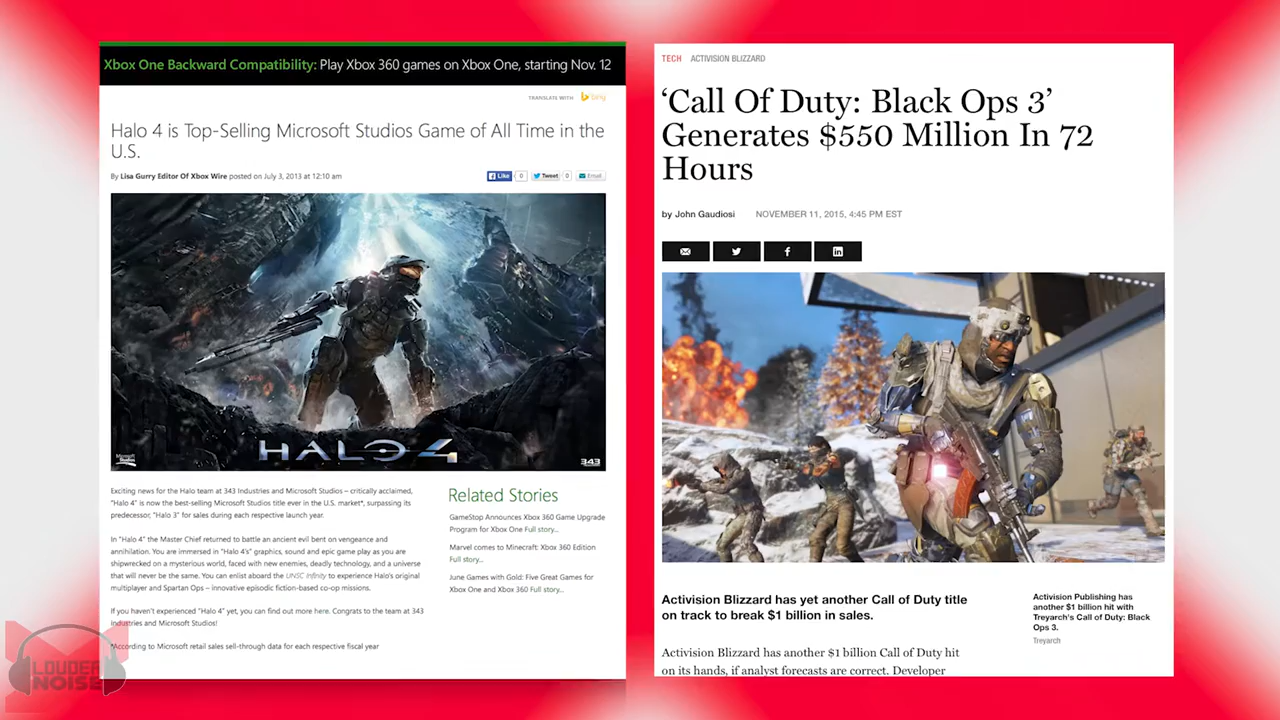 Xbox One Backward Compatibility: Play Xbox 360 games on Xbox One, starting Nov. 12
TRANSLATE WITH bing
Halo 4 is Top-Selling Microsoft Studios Game of All Time in the
U.S.
By Lisa Gurry Editor Of Xbox Wire posted on July 3, 2013 at 12:10 am
Like 0 Tweet 0 Email
HALO 4
Microsoft
Studios
343
Exciting news for the Halo team at 343 Industries and Microsoft Studios – critically acclaimed,
"Halo 4" is now the best-selling Microsoft Studios title ever in the U.S. market*, surpassing its
predecessor, "Halo 3" for sales during each respective launch year.
In "Halo 4" the Master Chief returned to battle an ancient evil bent on vengeance and
annihilation. You are immersed in "Halo 4's" graphics, sound and epic game play as you are
shipwrecked on a mysterious world, faced with new enemies, deadly technology, and a universe
that will never be the same. You can enlist aboard the UNSC Infinity to experience Halo's original
multiplayer and Spartan Ops – innovative episodic fiction-based co-op missions.
If you haven't experienced "Halo 4" yet, you can find out more here. Congrats to the team at 343
Industries and Microsoft Studios!
*According to Microsoft retail sales sell-through data for each respective fiscal year
Related Stories
GameStop Announces Xbox 360 Game Upgrade
Program for Xbox One Full story...
Marvel comes to Minecraft: Xbox 360 Edition
Full story...
June Games with Gold: Five Great Games for
Xbox One and Xbox 360 Full story...
LOUDER
NOISE
TECH ACTIVISION BLIZZARD
'Call Of Duty: Black Ops 3'
Generates $550 Million In 72
Hours
by John Gaudiosi NOVEMBER 11, 2015, 4:45 PM EST
Activision Blizzard has yet another Call of Duty title
on track to break $1 billion in sales.
Activision Blizzard has another $1 billion Call of Duty hit
on its hands, if analyst forecasts are correct. Developer
Activision Publishing has
another $1 billion hit with
Treyarch's Call of Duty: Black
Ops 3.
Treyarch